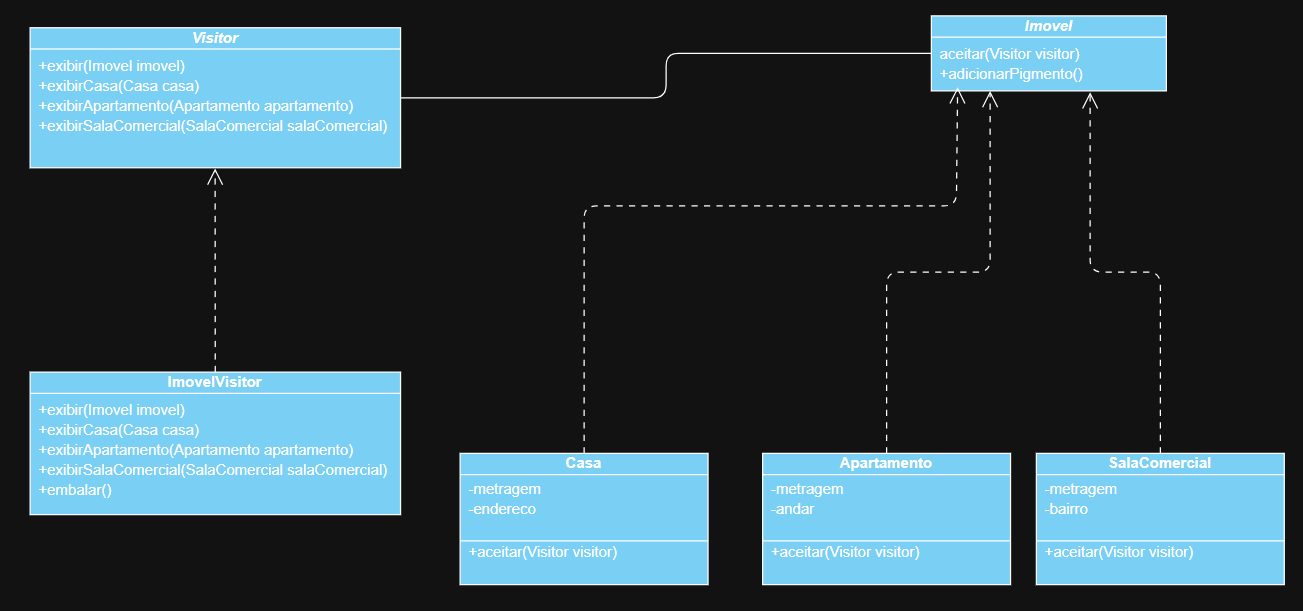 Visitor
+exibir(Imovel imovel)
+exibirCasa(Casa casa)
+exibirApartamento(Apartamento apartamento)
+exibirSalaComercial(SalaComercial salaComercial)
Imovel
aceitar(Visitor visitor)
+adicionarPigmento()
ImovelVisitor
+exibir(Imovel imovel)
+exibirCasa(Casa casa)
+exibirApartamento(Apartamento apartamento)
+exibirSalaComercial(SalaComercial salaComercial)
+embalar()
Casa
-metragem
-endereco
+aceitar(Visitor visitor)
Apartamento
-metragem
-andar
+aceitar(Visitor visitor)
SalaComercial
-metragem
-bairro
+aceitar(Visitor visitor)